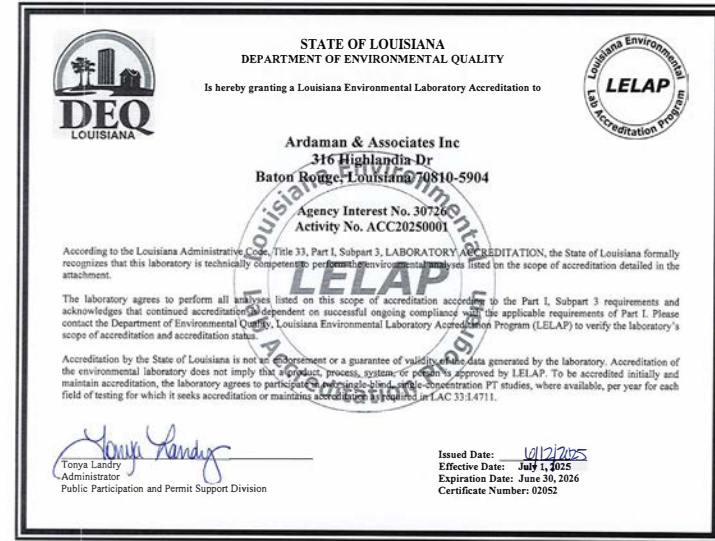 STATE OF LOUISIANA
DEPARTMENT OF ENVIRONMENTAL QUALITY
Is hereby granting a Louisiana Environmental Laboratory Accreditation to
DEQ
LOUISIANA
Louisiana Environmental
LELAP
Lab Accreditation Program
Ardaman & Associates Inc
316 Highlandia Dr
Baton Rouge, Louisiana 70810-5904
Agency Interest No. 30726
Activity No. ACC20250001
Louisiana Environmental
LELAP
Lab Accreditation Program
According to the Louisiana Administrative Code, Title 33, Part I, Subpart 3, LABORATORY ACCREDITATION, the State of Louisiana formally
recognizes that this laboratory is technically competent to perform the environmental analyses listed on the scope of accreditation detailed in the
attachment.
The laboratory agrees to perform all analyses listed on this scope of accreditation according to the Part I, Subpart 3 requirements and
acknowledges that continued accreditation is dependent on successful ongoing compliance with the applicable requirements of Part I. Please
contact the Department of Environmental Quality, Louisiana Environmental Laboratory Accreditation Program (LELAP) to verify the laboratory's
scope of accreditation and accreditation status.
Accreditation by the State of Louisiana is not an endorsement or a guarantee of validity of the data generated by the laboratory. Accreditation of
the environmental laboratory does not imply that a product, process, system, or person is approved by LELAP. To be accredited initially and
maintain accreditation, the laboratory agrees to participate in two single-blind, single-concentration PT studies, where available, per year for each
field of testing for which it seeks accreditation or maintains accreditation as required in LAC 33:I.4711.
Tonya Landry
Tonya Landry
Administrator
Public Participation and Permit Support Division
Issued Date: 6/12/2025
Effective Date: July 1, 2025
Expiration Date: June 30, 2026
Certificate Number: 02052